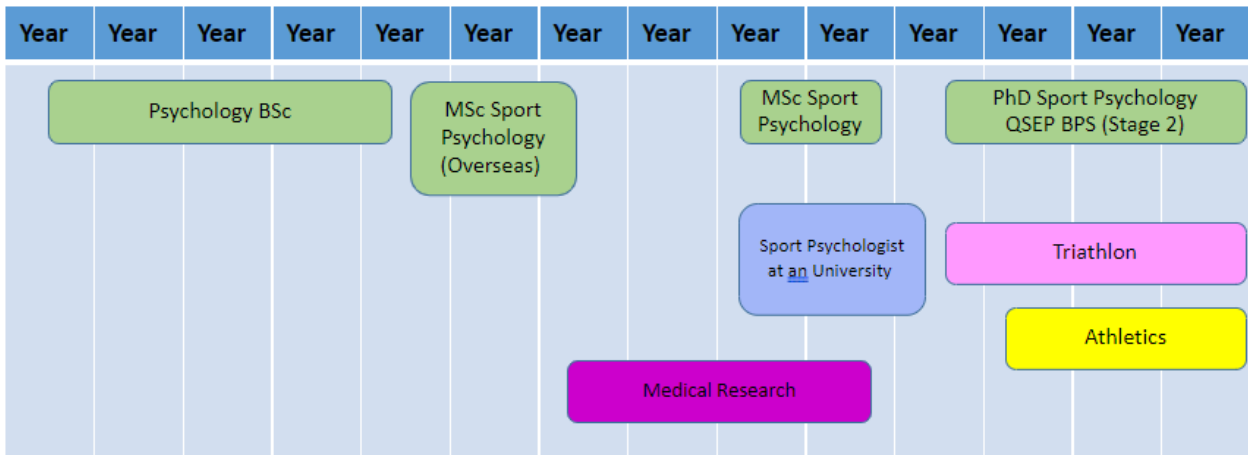 Year Year Year Year Year Year Year Year Year Year Year Year Year Year
Psychology BSc
MSc Sport
Psychology
(Overseas)
MSc Sport
Psychology
PhD Sport Psychology
QSEP BPS (Stage 2)
Sport Psychologist
at an University
Triathlon
Athletics
Medical Research